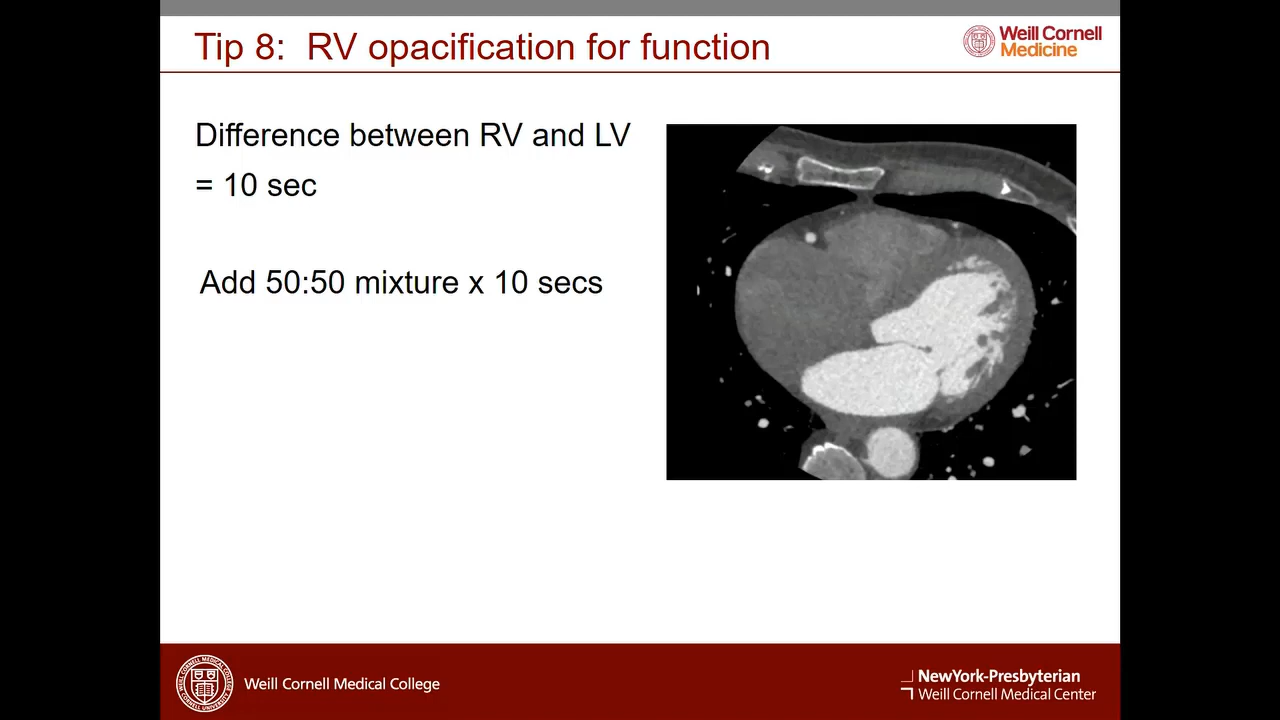 Tip 8: RV opacification for function
Weill Cornell
Medicine
Difference between RV and LV
= 10 sec
Add 50:50 mixture x 10 secs
Weill Cornell Medical College
NewYork-Presbyterian
Weill Cornell Medical Center